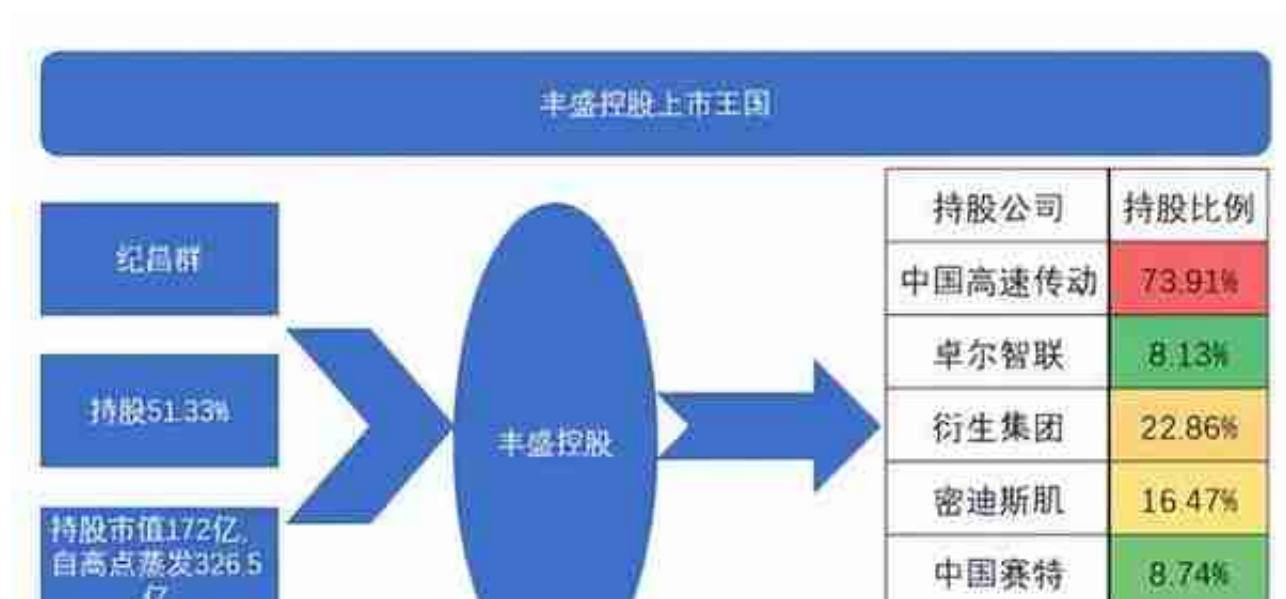 丰盛控股上市王国
纪昌群
持股51.33%
持股市值172亿，
自高点蒸发326.5
亿
丰盛控股
持股公司 持股比例
中国高速传动 73.91%
卓尔智联 8.13%
衍生集团 22.86%
密迪斯肌 16.47%
中国赛特 8.74%